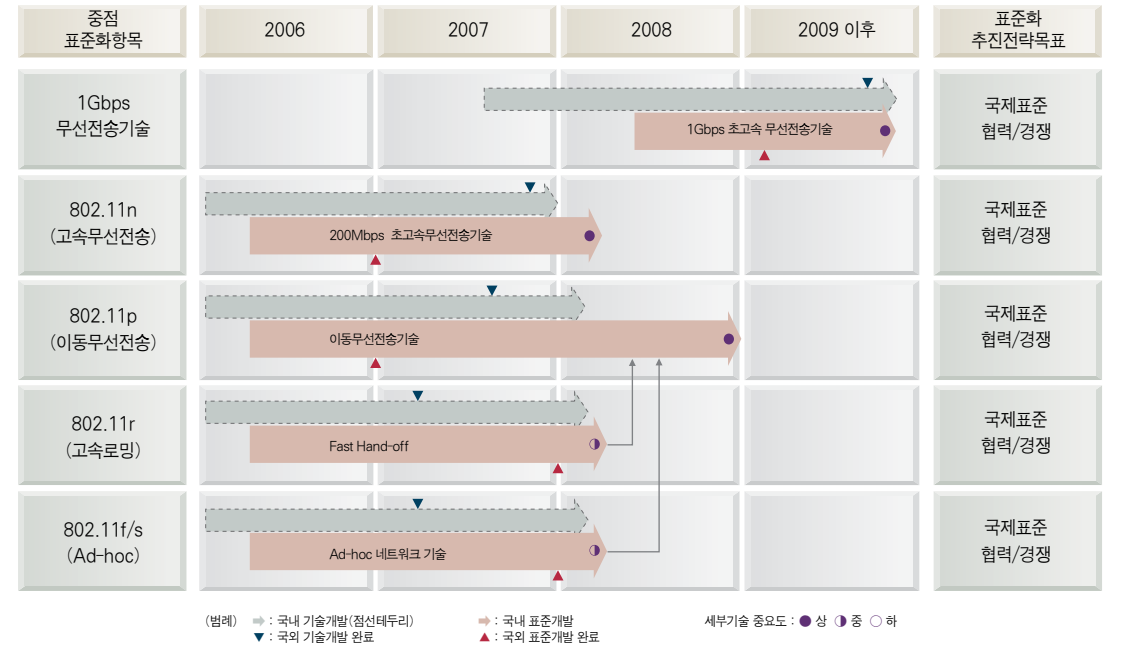 중점
표준화항목
2006
2007
2008
2009 이후
표준화
추진전략목표
1Gbps
무선전송기술
1Gbps 초고속 무선전송기술
국제표준
협력/경쟁
802.11n
(고속무선전송)
200Mbps 초고속무선전송기술
국제표준
협력/경쟁
802.11p
(이동무선전송)
이동무선전송기술
국제표준
협력/경쟁
802.11r
(고속로밍)
Fast Hand-off
국제표준
협력/경쟁
802.11f/s
(Ad-hoc)
Ad-hoc 네트워크 기술
국제표준
협력/경쟁
(범례) : 국내 기술개발(점선테두리) : 국내 표준개발 세부기술 중요도 : 상 중 하
: 국외 기술개발 완료 : 국외 표준개발 완료